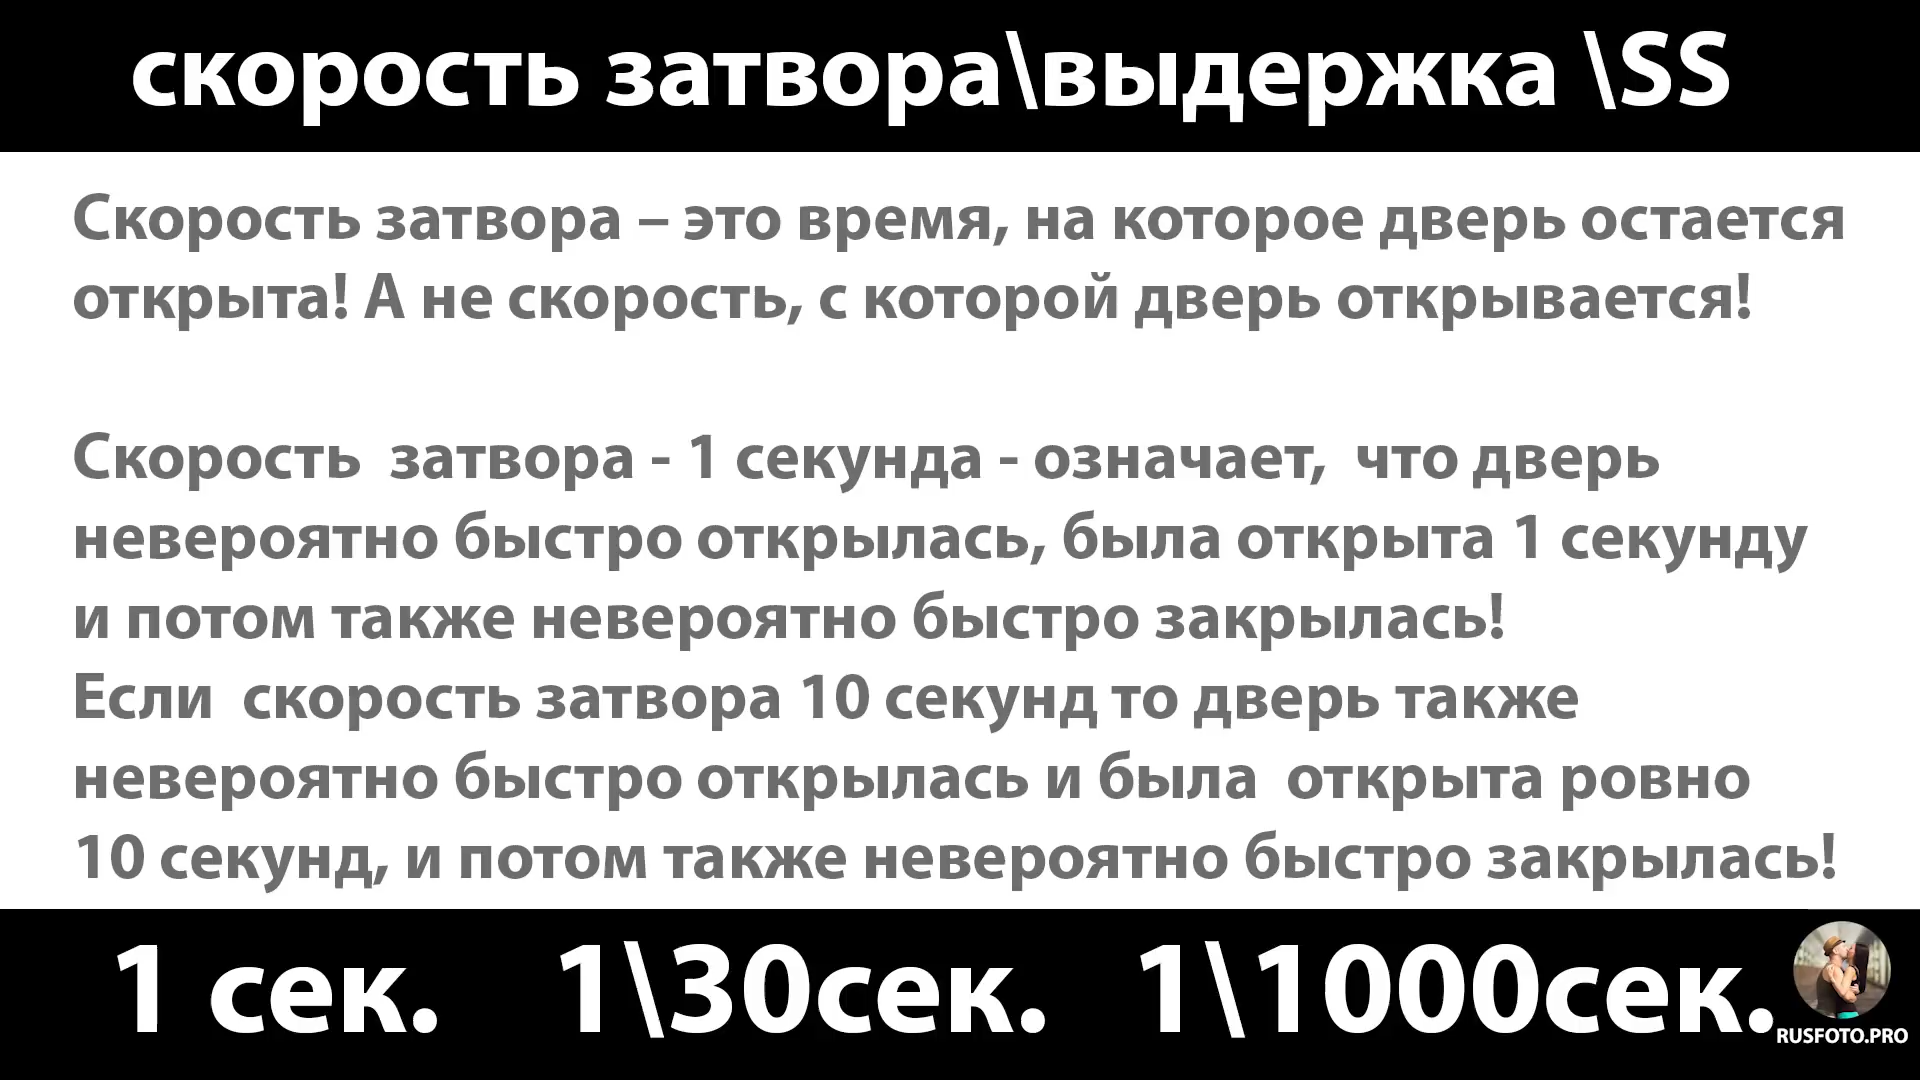 скорость затвора\выдержка \SS
Скорость затвора – это время, на которое дверь остается
открыта! А не скорость, с которой дверь открывается!
Скорость  затвора - 1 секунда - означает,  что дверь
невероятно быстро открылась, была открыта 1 секунду
и потом также невероятно быстро закрылась!
Если  скорость затвора 10 секунд то дверь также
невероятно быстро открылась и была  открыта ровно
10 секунд, и потом также невероятно быстро закрылась!
1 сек. 1\30сек. 1\1000сек.
RUSFOTO.PRO